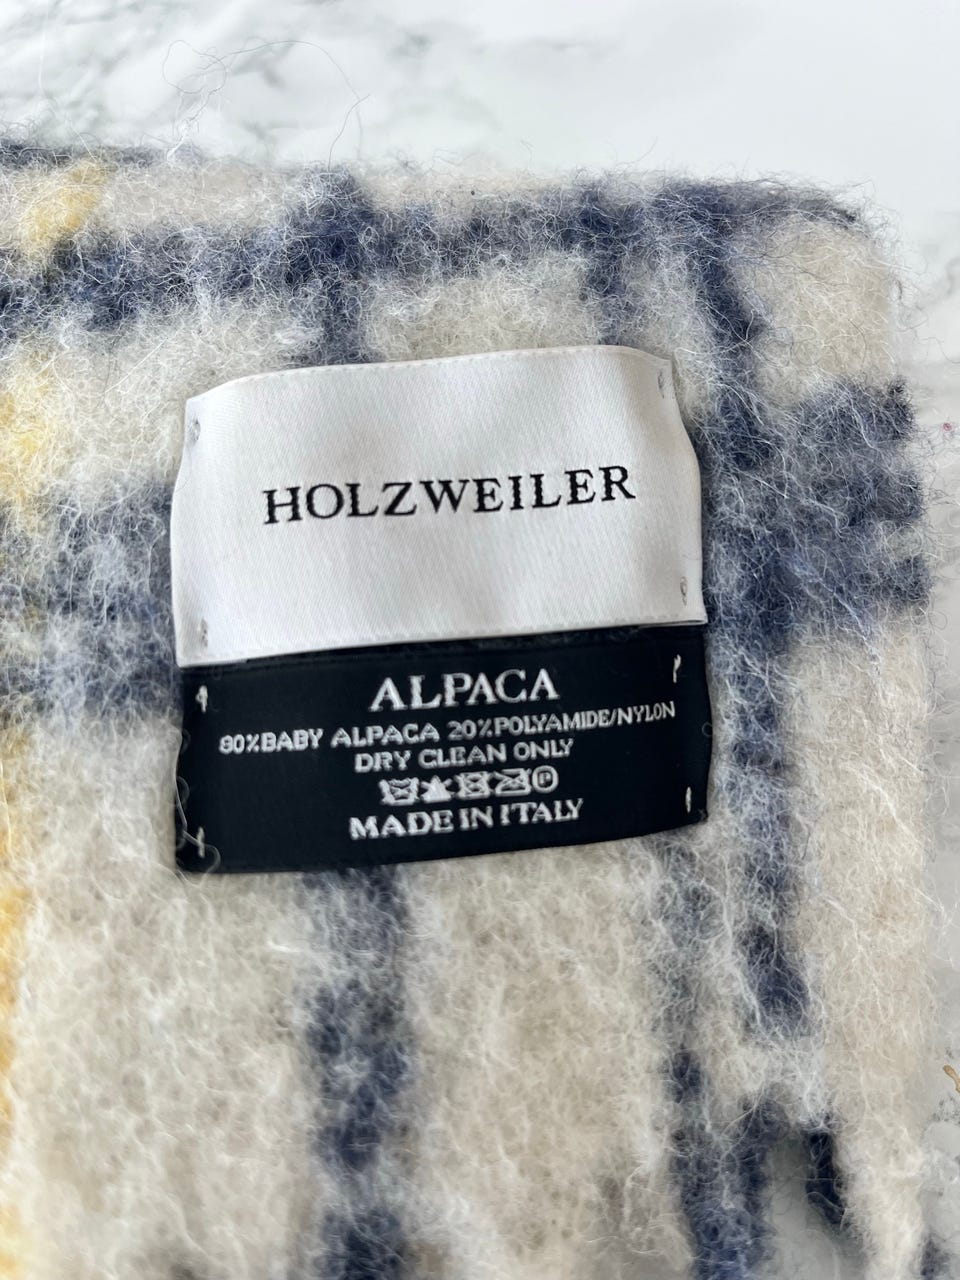 HOLZWEILER
ALPACA
80%BABY ALPACA 20%POLYAMIDE/NYLON
DRY CLEAN ONLY
MADE IN ITALY